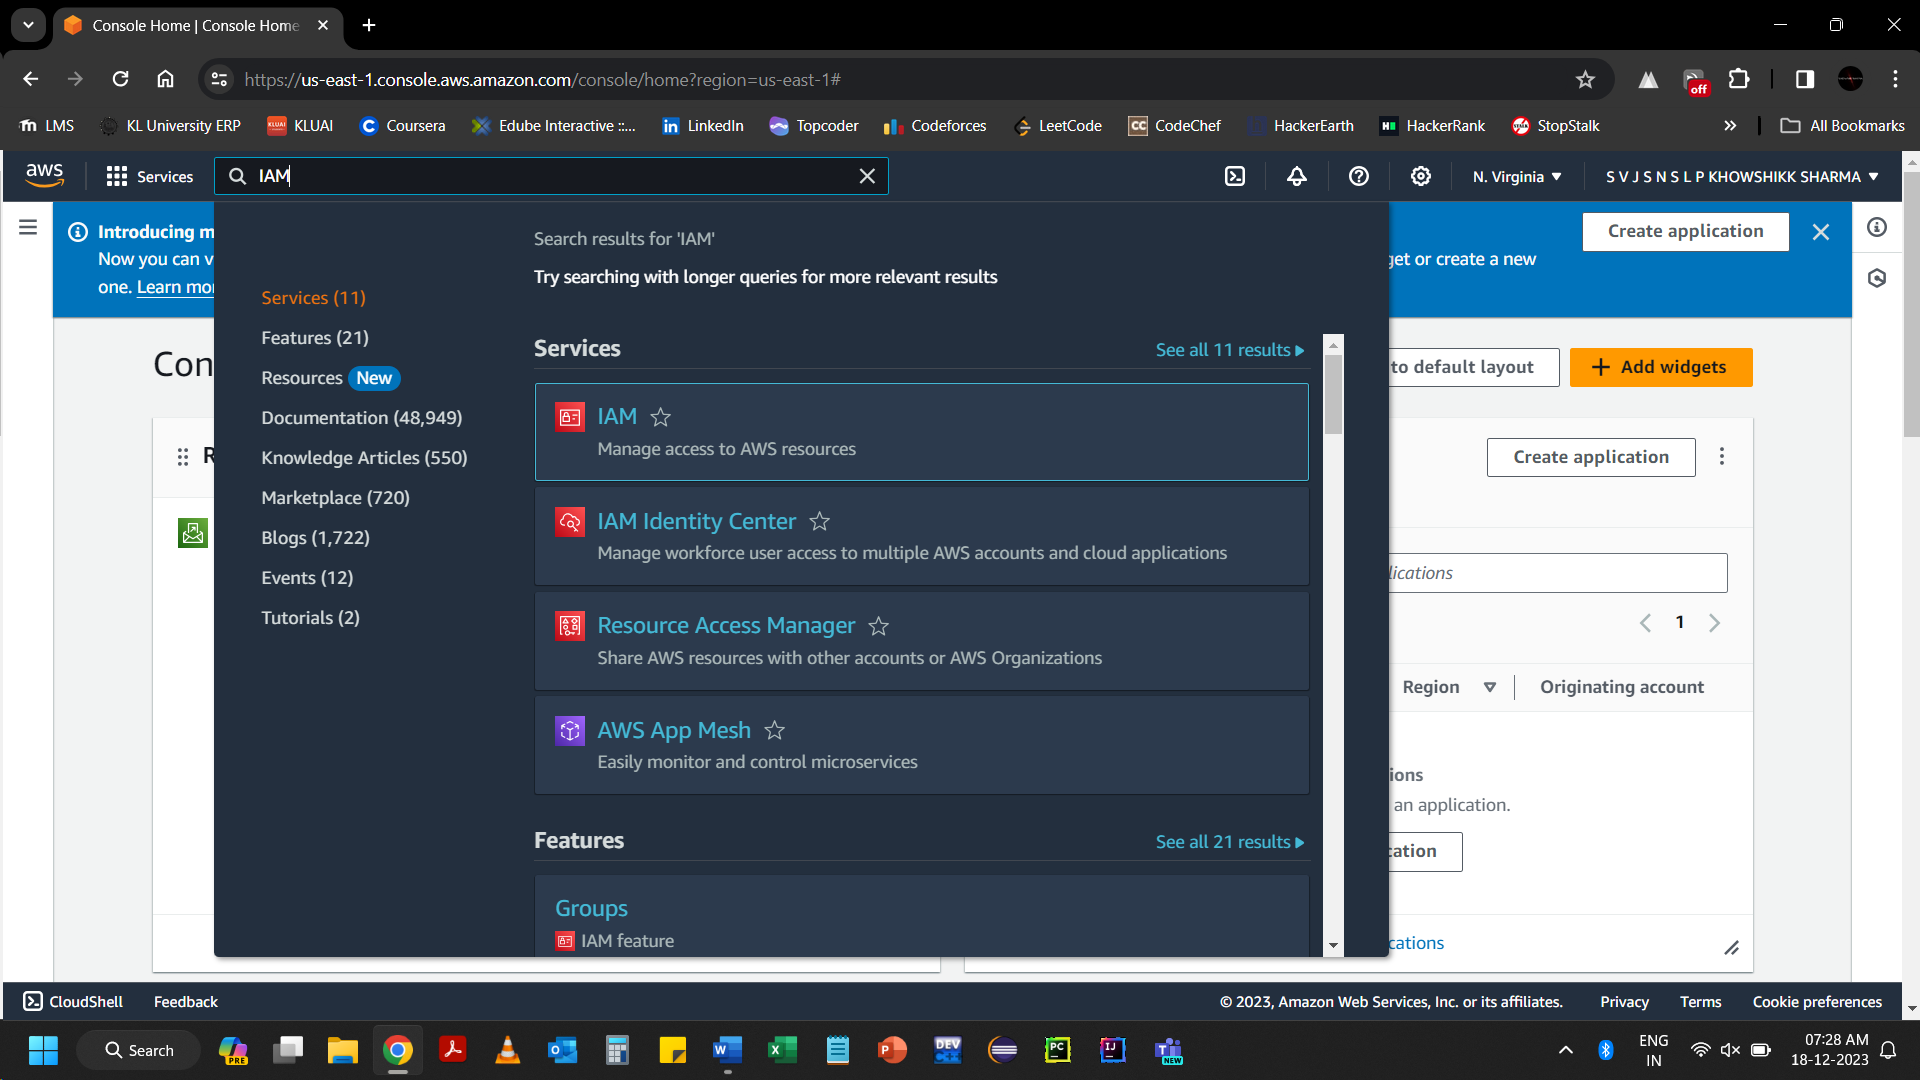 Console Home | Console Home
https://us-east-1.console.aws.amazon.com/console/home?region=us-east-1#
off
LMS
KL University ERP
KLUAI
Coursera
Edube Interactive ::...
LinkedIn
Topcoder
Codeforces
LeetCode
CodeChef
HackerEarth
HackerRank
StopStalk
All Bookmarks
aws
Services
IAM
N. Virginia
S V J S N S L P KHOWSHIKK SHARMA
Introducing m
Now you can v
one. Learn mor
get or create a new
Create application
Con
to default layout
Add widgets
Search results for 'IAM'
Try searching with longer queries for more relevant results
Services (11)
Features (21)
Resources New
Documentation (48,949)
Knowledge Articles (550)
Marketplace (720)
Blogs (1,722)
Events (12)
Tutorials (2)
Services
See all 11 results
IAM
Manage access to AWS resources
IAM Identity Center
Manage workforce user access to multiple AWS accounts and cloud applications
Resource Access Manager
Share AWS resources with other accounts or AWS Organizations
AWS App Mesh
Easily monitor and control microservices
Features
See all 21 results
Groups
IAM feature
R
Create application
lications
1
Region
Originating account
ions
an application.
cation
cations
CloudShell
Feedback
© 2023, Amazon Web Services, Inc. or its affiliates.
Privacy
Terms
Cookie preferences
Search
PRE
DEV
C++
PC
IJ
NEW
ENG
IN
07:28 AM
18-12-2023